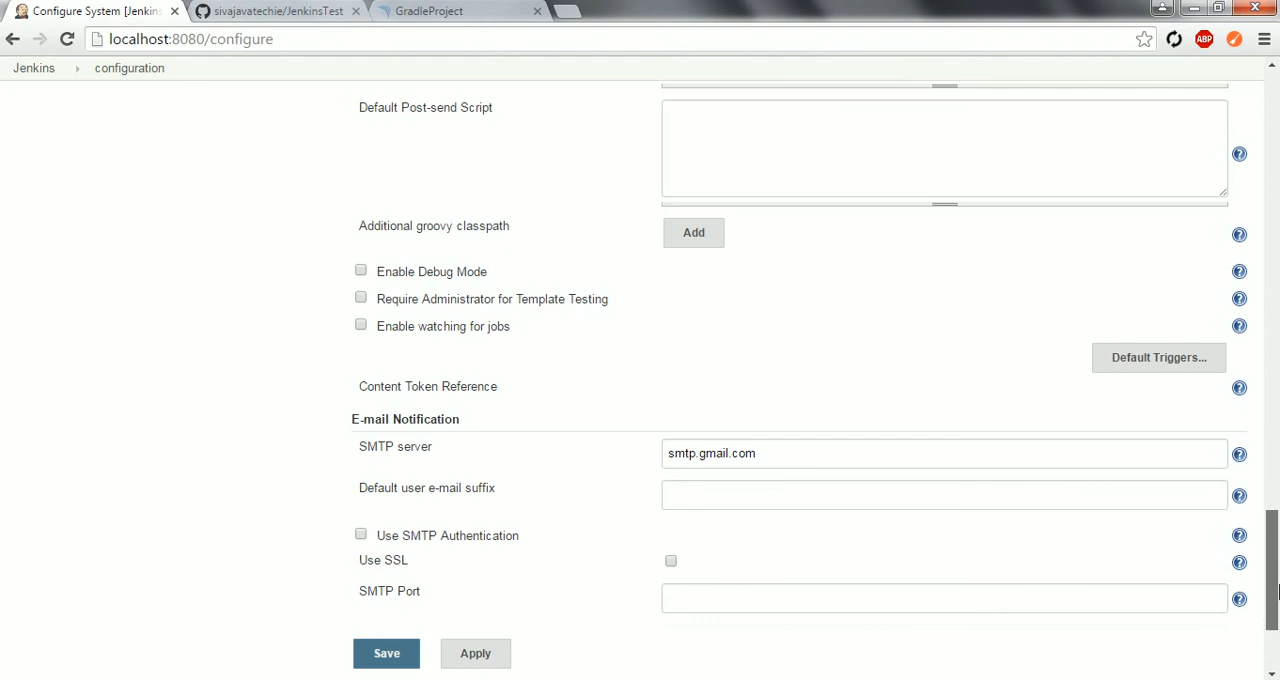 Configure System [Jenkins
sivajavatechie/JenkinsTest
GradleProject
localhost:8080/configure
ABP
Jenkins
configuration
Default Post-send Script
Additional groovy classpath
Add
Enable Debug Mode
Require Administrator for Template Testing
Enable watching for jobs
Default Triggers...
Content Token Reference
E-mail Notification
SMTP server
smtp.gmail.com
Default user e-mail suffix
Use SMTP Authentication
Use SSL
SMTP Port
Save
Apply